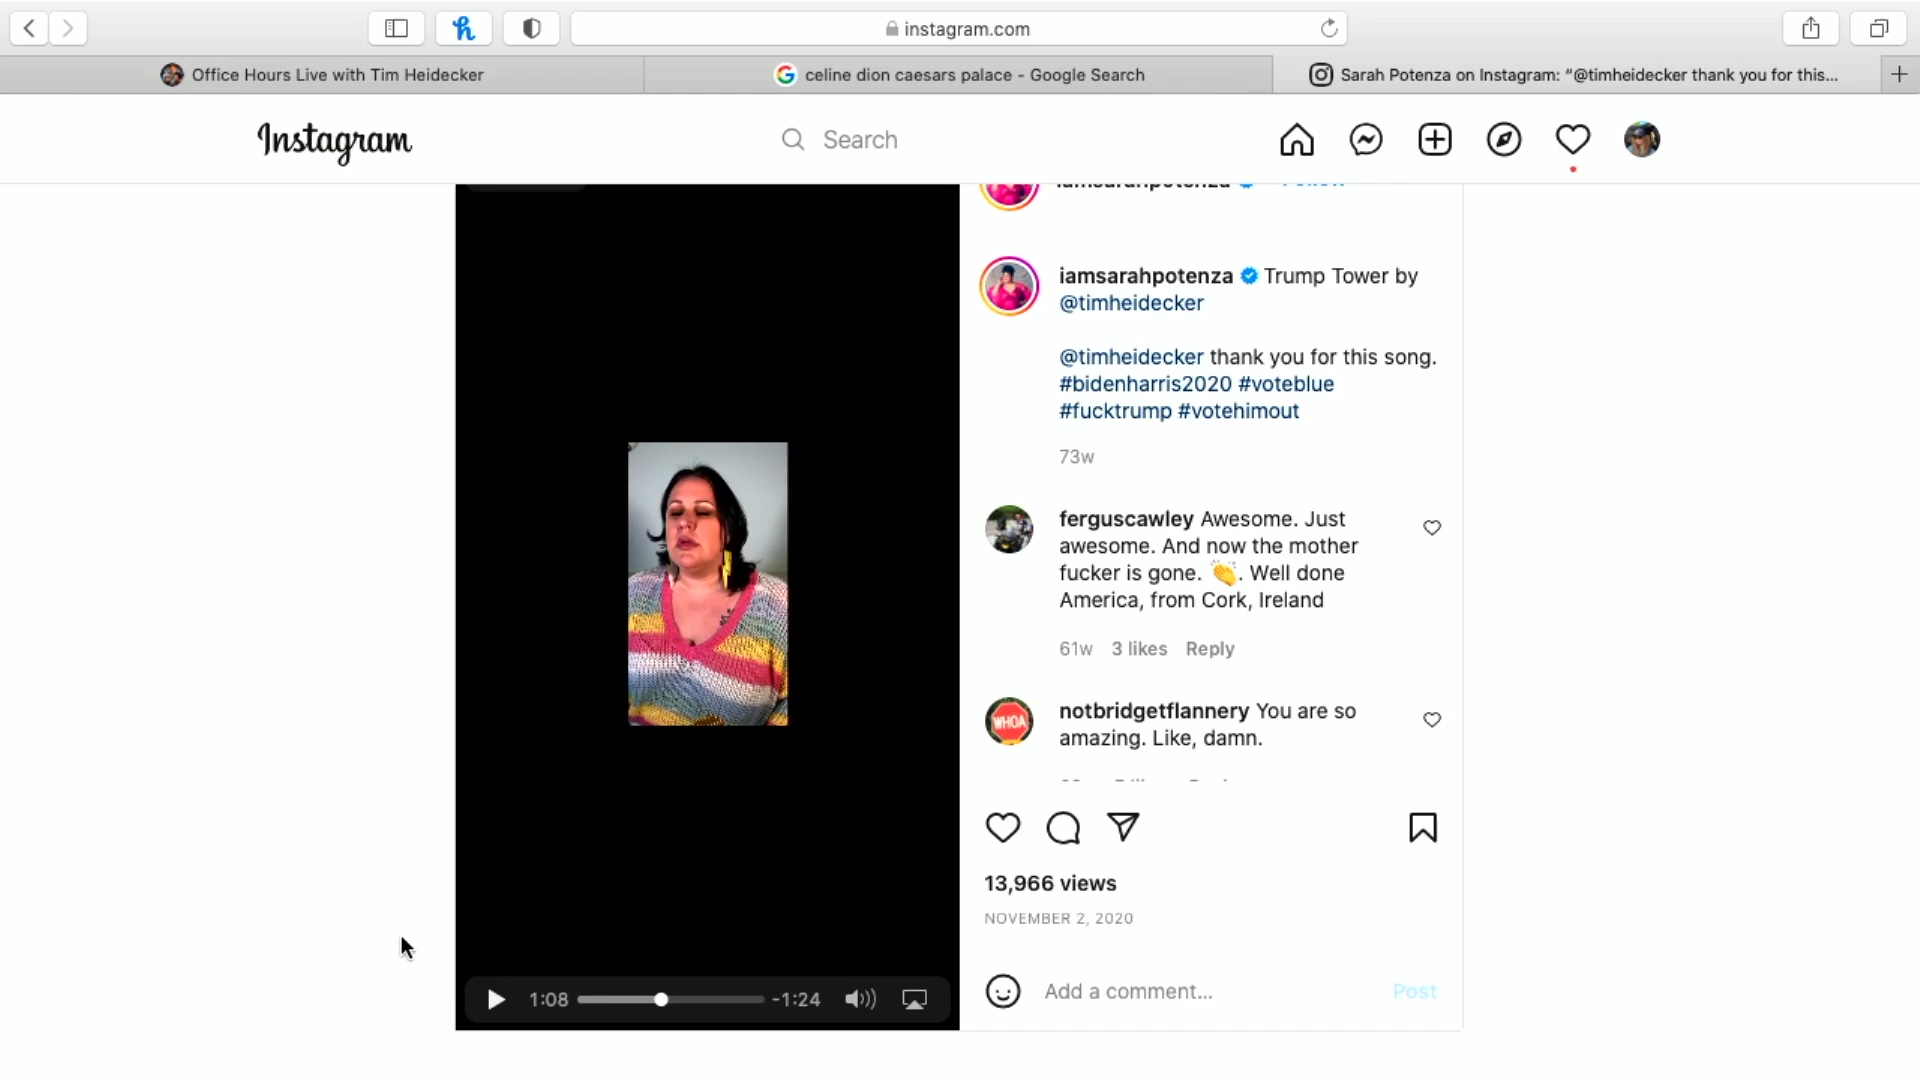 instagram.com
Office Hours Live with Tim Heidecker
celine dion caesars palace - Google Search
Sarah Potenza on Instagram: "@timheidecker thank you for this...
Instagram
Search
iamsarahpotenza Trump Tower by
@timheidecker
@timheidecker thank you for this song.
#bidenharris2020 #voteblue
#fucktrump #votehimout
73w
ferguscawley Awesome. Just
awesome. And now the mother
fucker is gone. 👏. Well done
America, from Cork, Ireland
61w 3 likes Reply
WHOA
notbridgetflannery You are so
amazing. Like, damn.
13,966 views
NOVEMBER 2, 2020
1:08 -1:24
Add a comment... Post